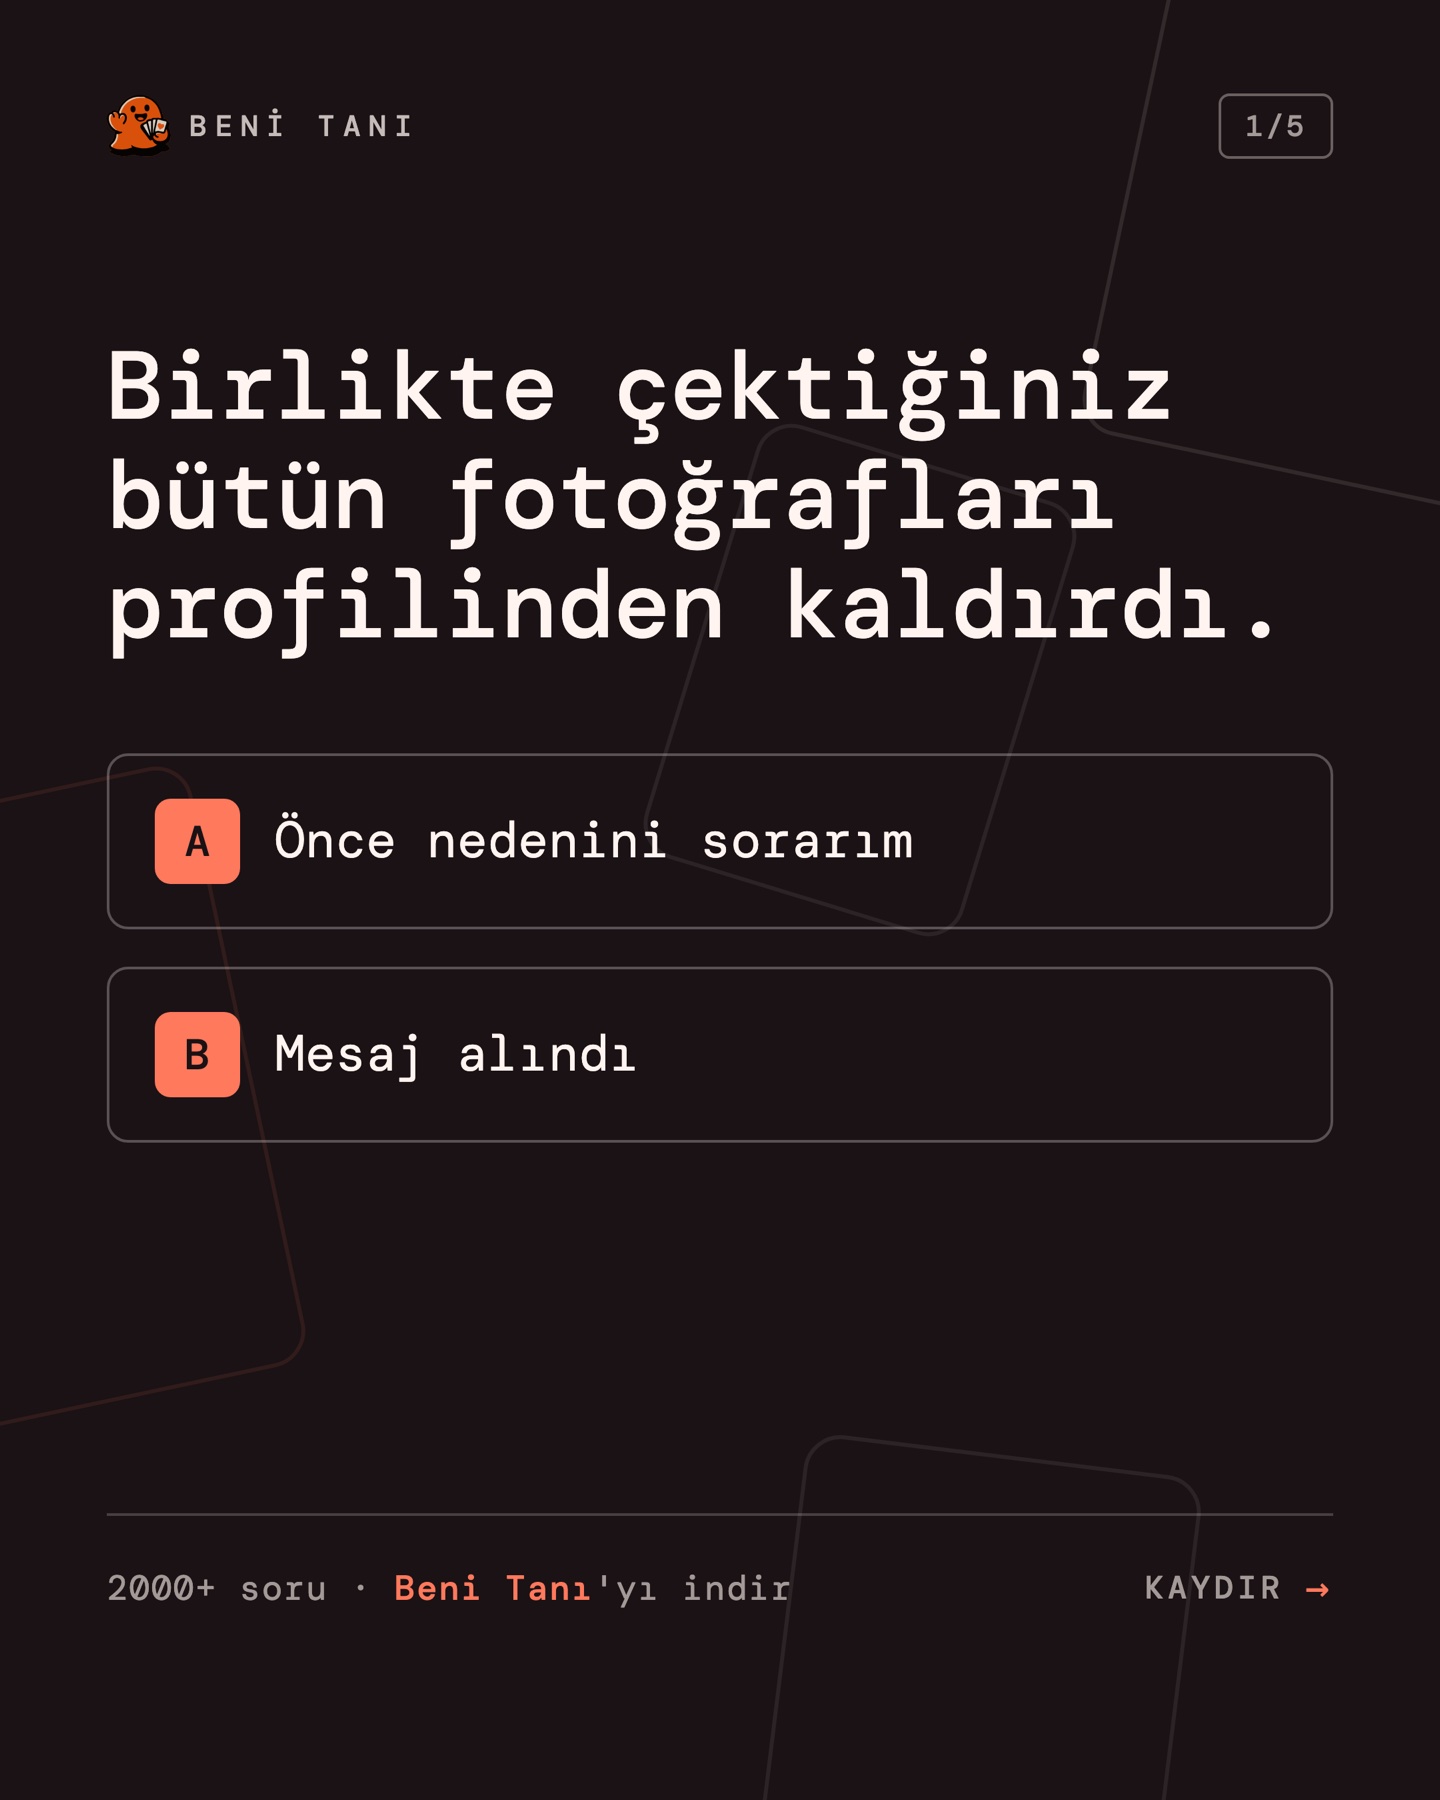 BENİ TANI
1/5
Birlikte çektiğiniz
bütün fotoğrafları
profilinden kaldırdı.
A Önce nedenini sorarım
B Mesaj alındı
2000+ soru · Beni Tanı'yı indir
KAYDIR →